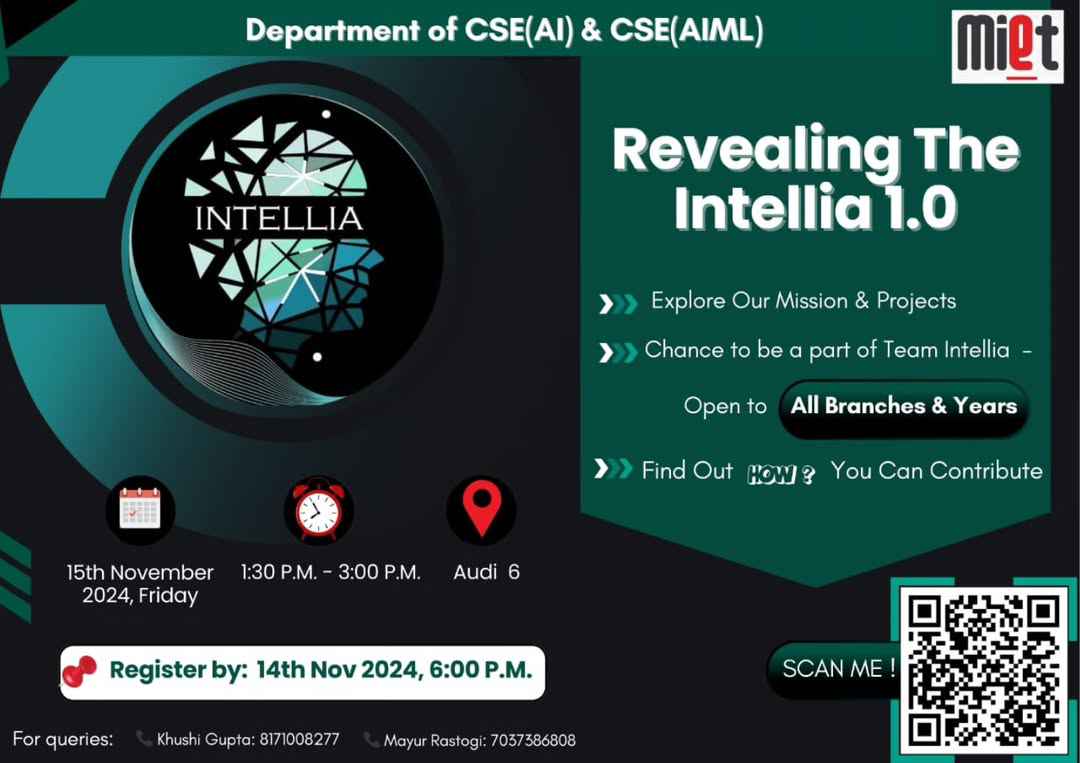 Department of CSE(AI) & CSE(AIML)
miet
INTELLIA
Revealing The
Intellia 1.0
Explore Our Mission & Projects
Chance to be a part of Team Intellia -
Open to All Branches & Years
Find Out HOW? You Can Contribute
15th November
2024, Friday
1:30 P.M. - 3:00 P.M.
Audi 6
Register by: 14th Nov 2024, 6:00 P.M.
SCAN ME !
For queries: Khushi Gupta: 8171008277 Mayur Rastogi: 7037386808